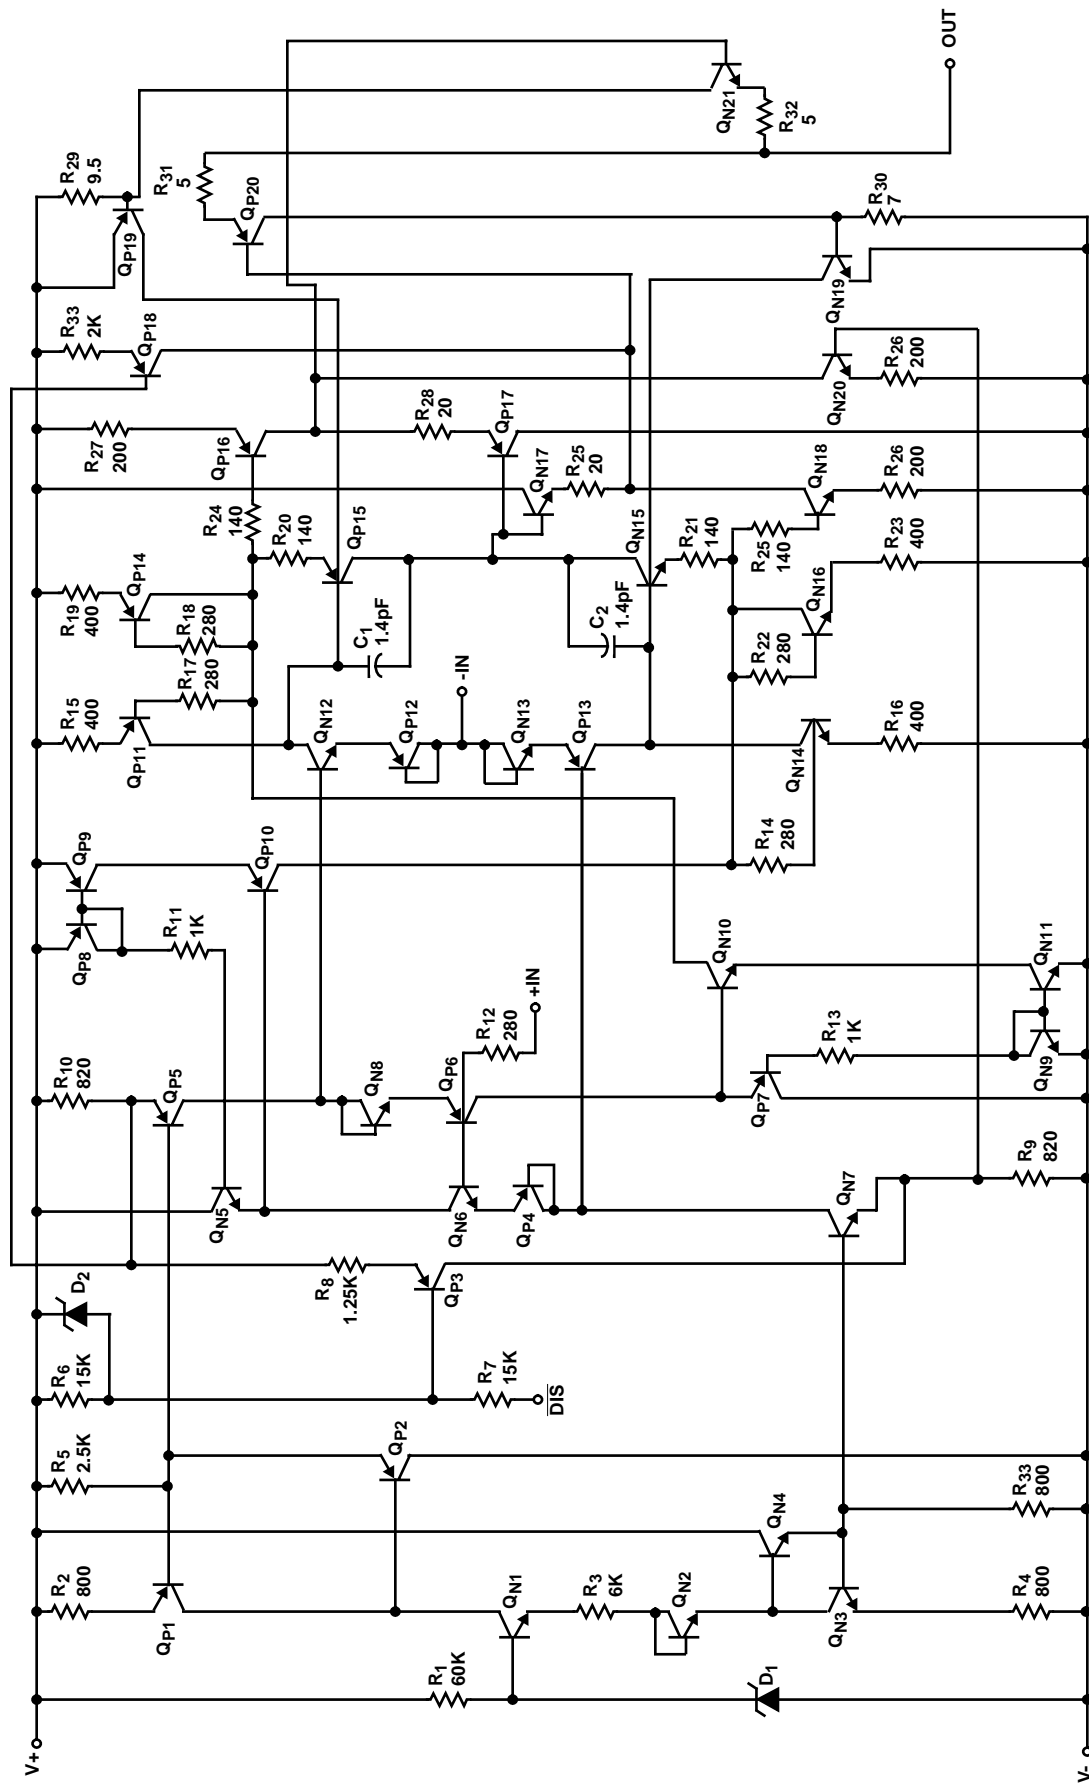 V+
R1
60K
D1
V-
R2
800
QP1
QN1
R3
6K
QN2
QN3
R4
800
QP2
QN4
R33
800
R5
2.5K
R6
15K
D2
R7
15K
DIS
R8
1.25K
QP3
QN5
QN6
QP4
QN7
R9
820
R10
820
QP5
QN8
QP6
R12
280
+IN
QP7
R13
1K
QN9
QN11
QN10
QP8
QP9
R11
1K
QP10
R14
280
R15
400
QP11
R17
280
R18
280
QN12
QP12
-IN
QN13
QP13
QN14
R16
400
R19
400
QP14
C1
1.4pF
C2
1.4pF
R22
280
QN16
R23
400
R24
140
R20
140
QP15
QN15
R21
140
R25
140
QN18
R26
200
R27
200
QP16
R28
20
QP17
QN17
R25
20
R33
2K
QP18
QN20
R26
200
R29
9.5
QP19
R31
5
QP20
QN19
R30
7
QN21
R32
5
OUT